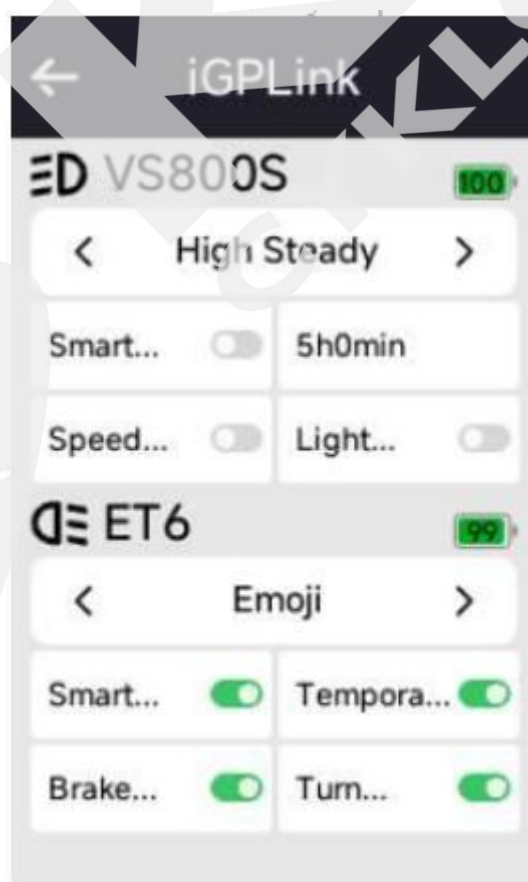 iGPLink
VS800S 100
High Steady
Smart... 5h0min
Speed... Light...
ET6 99
Emoji
Smart... Tempora...
Brake... Turn...